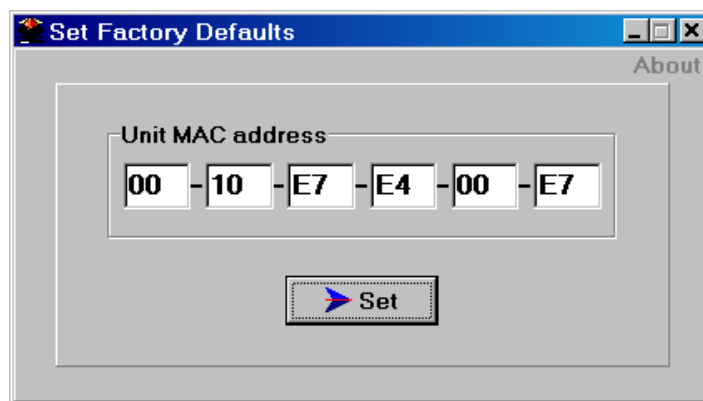 Set Factory Defaults
About
Unit MAC address
00 - 10 - E7 - E4 - 00 - E7
Set